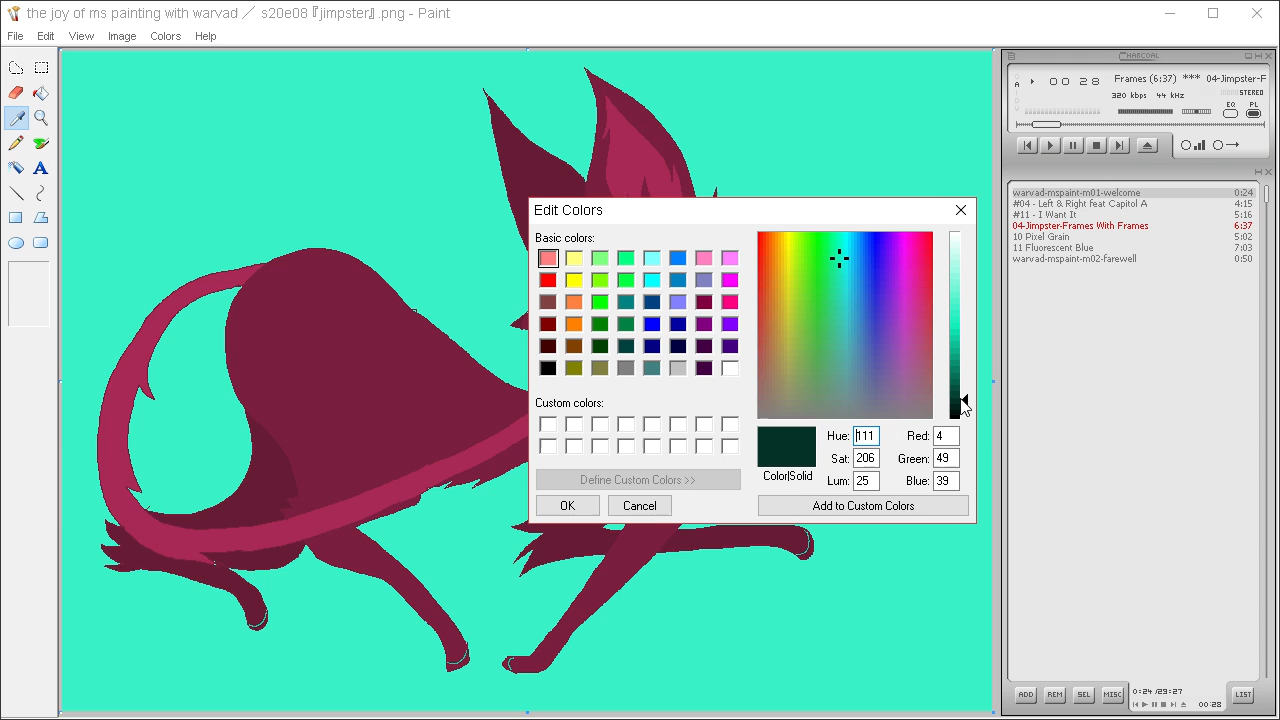 the joy of ms painting with warvad ／ s20e08『jimpster』.png - Paint
File Edit View Image Colors Help
CHARCOAL
00 28 Frames (6:37) *** 04-Jimpster-F
320 kbps 44 kHz STEREO
EQ PL
warvad-mspaint-m01-welcome 0:24
#04 - Left & Right feat Capitol A 4:15
#11 - I Want It 5:16
04-Jimpster-Frames With Frames 6:37
10 Pixel Grain 5:02
11 Fluorescent Blue 7:03
warvad-mspaint-m02-farewell 0:50
Edit Colors
Basic colors:
Custom colors:
Define Custom Colors >>
OK Cancel
Color|Solid
Hue: 111 Red: 4
Sat: 206 Green: 49
Lum: 25 Blue: 39
Add to Custom Colors
ADD REM SEL MISC 0:24/29:27 00:28 LIST